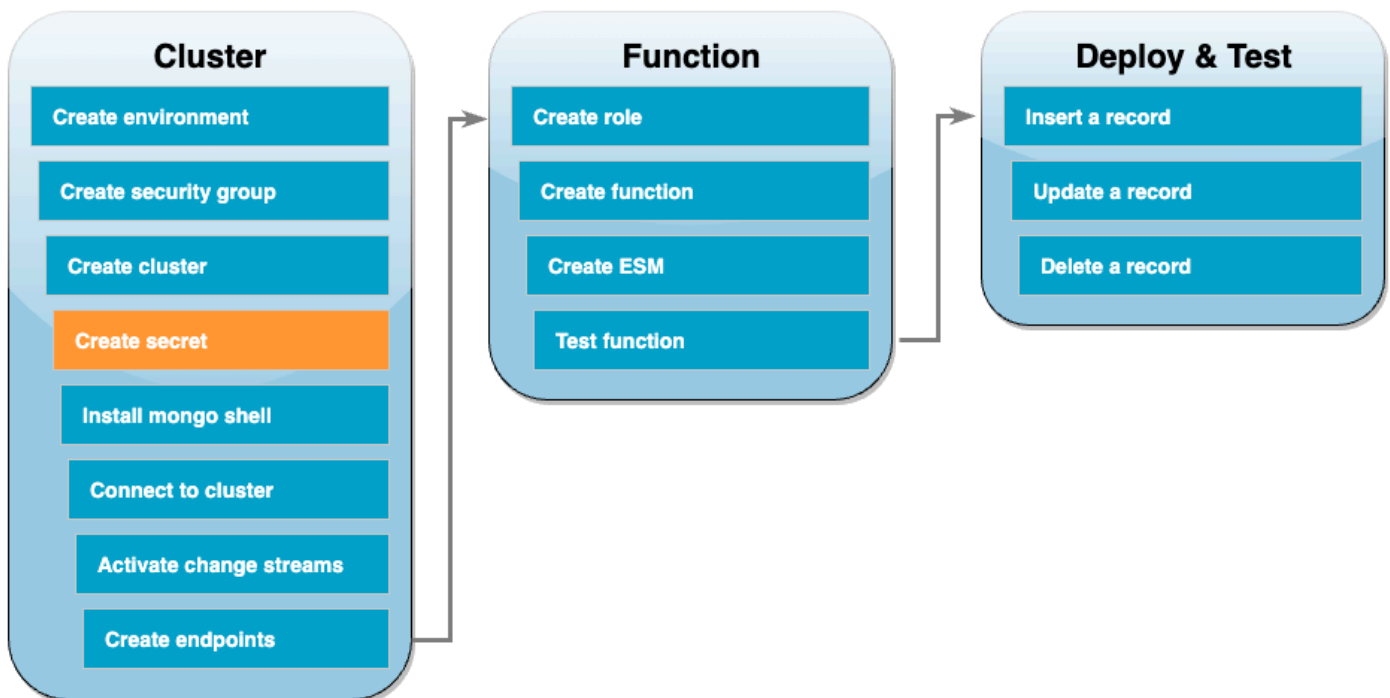 Cluster
Create environment
Create security group
Create cluster
Create secret
Install mongo shell
Connect to cluster
Activate change streams
Create endpoints
Function
Create role
Create function
Create ESM
Test function
Deploy & Test
Insert a record
Update a record
Delete a record